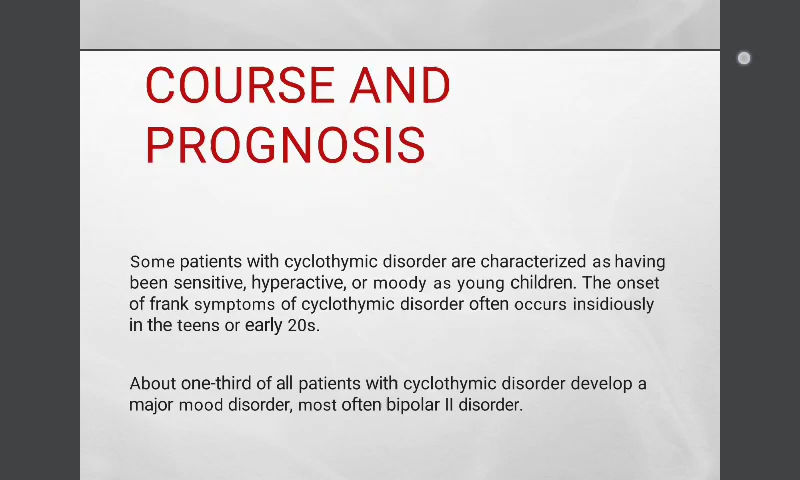 COURSE AND
PROGNOSIS
Some patients with cyclothymic disorder are characterized as having
been sensitive, hyperactive, or moody as young children. The onset
of frank symptoms of cyclothymic disorder often occurs insidiously
in the teens or early 20s.
About one-third of all patients with cyclothymic disorder develop a
major mood disorder, most often bipolar II disorder.